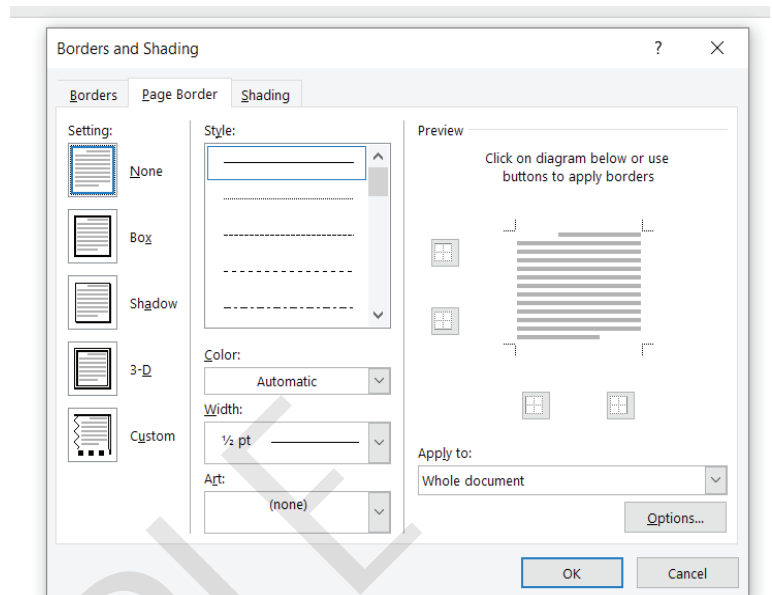 Borders and Shading ? X
Borders Page Border Shading
Setting:
None
Box
Shadow
3-D
Custom
Style:
Color:
Automatic
Width:
½ pt
Art:
(none)
Preview
Click on diagram below or use
buttons to apply borders
Apply to:
Whole document
Options...
OK Cancel